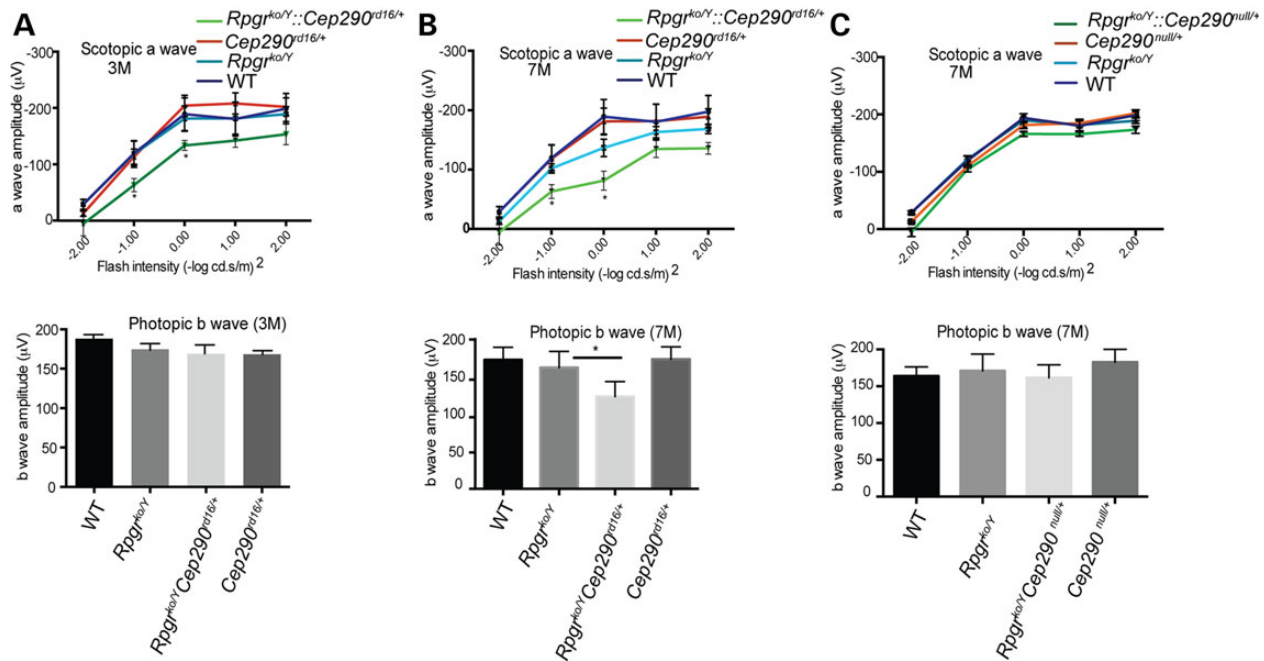 A
Rpgr^ko/Y::Cep290^rd16/+
Cep290^rd16/+
Rpgr^ko/Y
WT
Scotopic a wave
3M
a wave amplitude (μV)
-300
-200
-100
0
-2.00 -1.00 0.00 1.00 2.00
Flash intensity (-log cd.s/m)^2
B
Rpgr^ko/Y::Cep290^rd16/+
Cep290^rd16/+
Rpgr^ko/Y
WT
Scotopic a wave
7M
a wave amplitude (μV)
-300
-200
-100
0
-2.00 -1.00 0.00 1.00 2.00
Flash intensity (-log cd.s/m)^2
C
Rpgr^ko/Y::Cep290^null/+
Cep290^null/+
Rpgr^ko/Y
WT
Scotopic a wave
7M
a wave amplitude (μV)
-300
-200
-100
0
-2.00 -1.00 0.00 1.00 2.00
Flash intensity (-log cd.s/m)^2
Photopic b wave (3M)
b wave amplitude (μV)
200
150
100
50
0
WT
Rpgr^ko/Y
Rpgr^ko/YCep290^rd16/+
Cep290^rd16/+
Photopic b wave (7M)
b wave amplitude (μV)
200
150
100
50
0
*
WT
Rpgr^ko/Y
Rpgr^ko/YCep290^rd16/+
Cep290^rd16/+
Photopic b wave (7M)
b wave amplitude (μV)
200
150
100
50
0
WT
Rpgr^ko/Y
Rpgr^ko/YCep290^null/+
Cep290^null/+